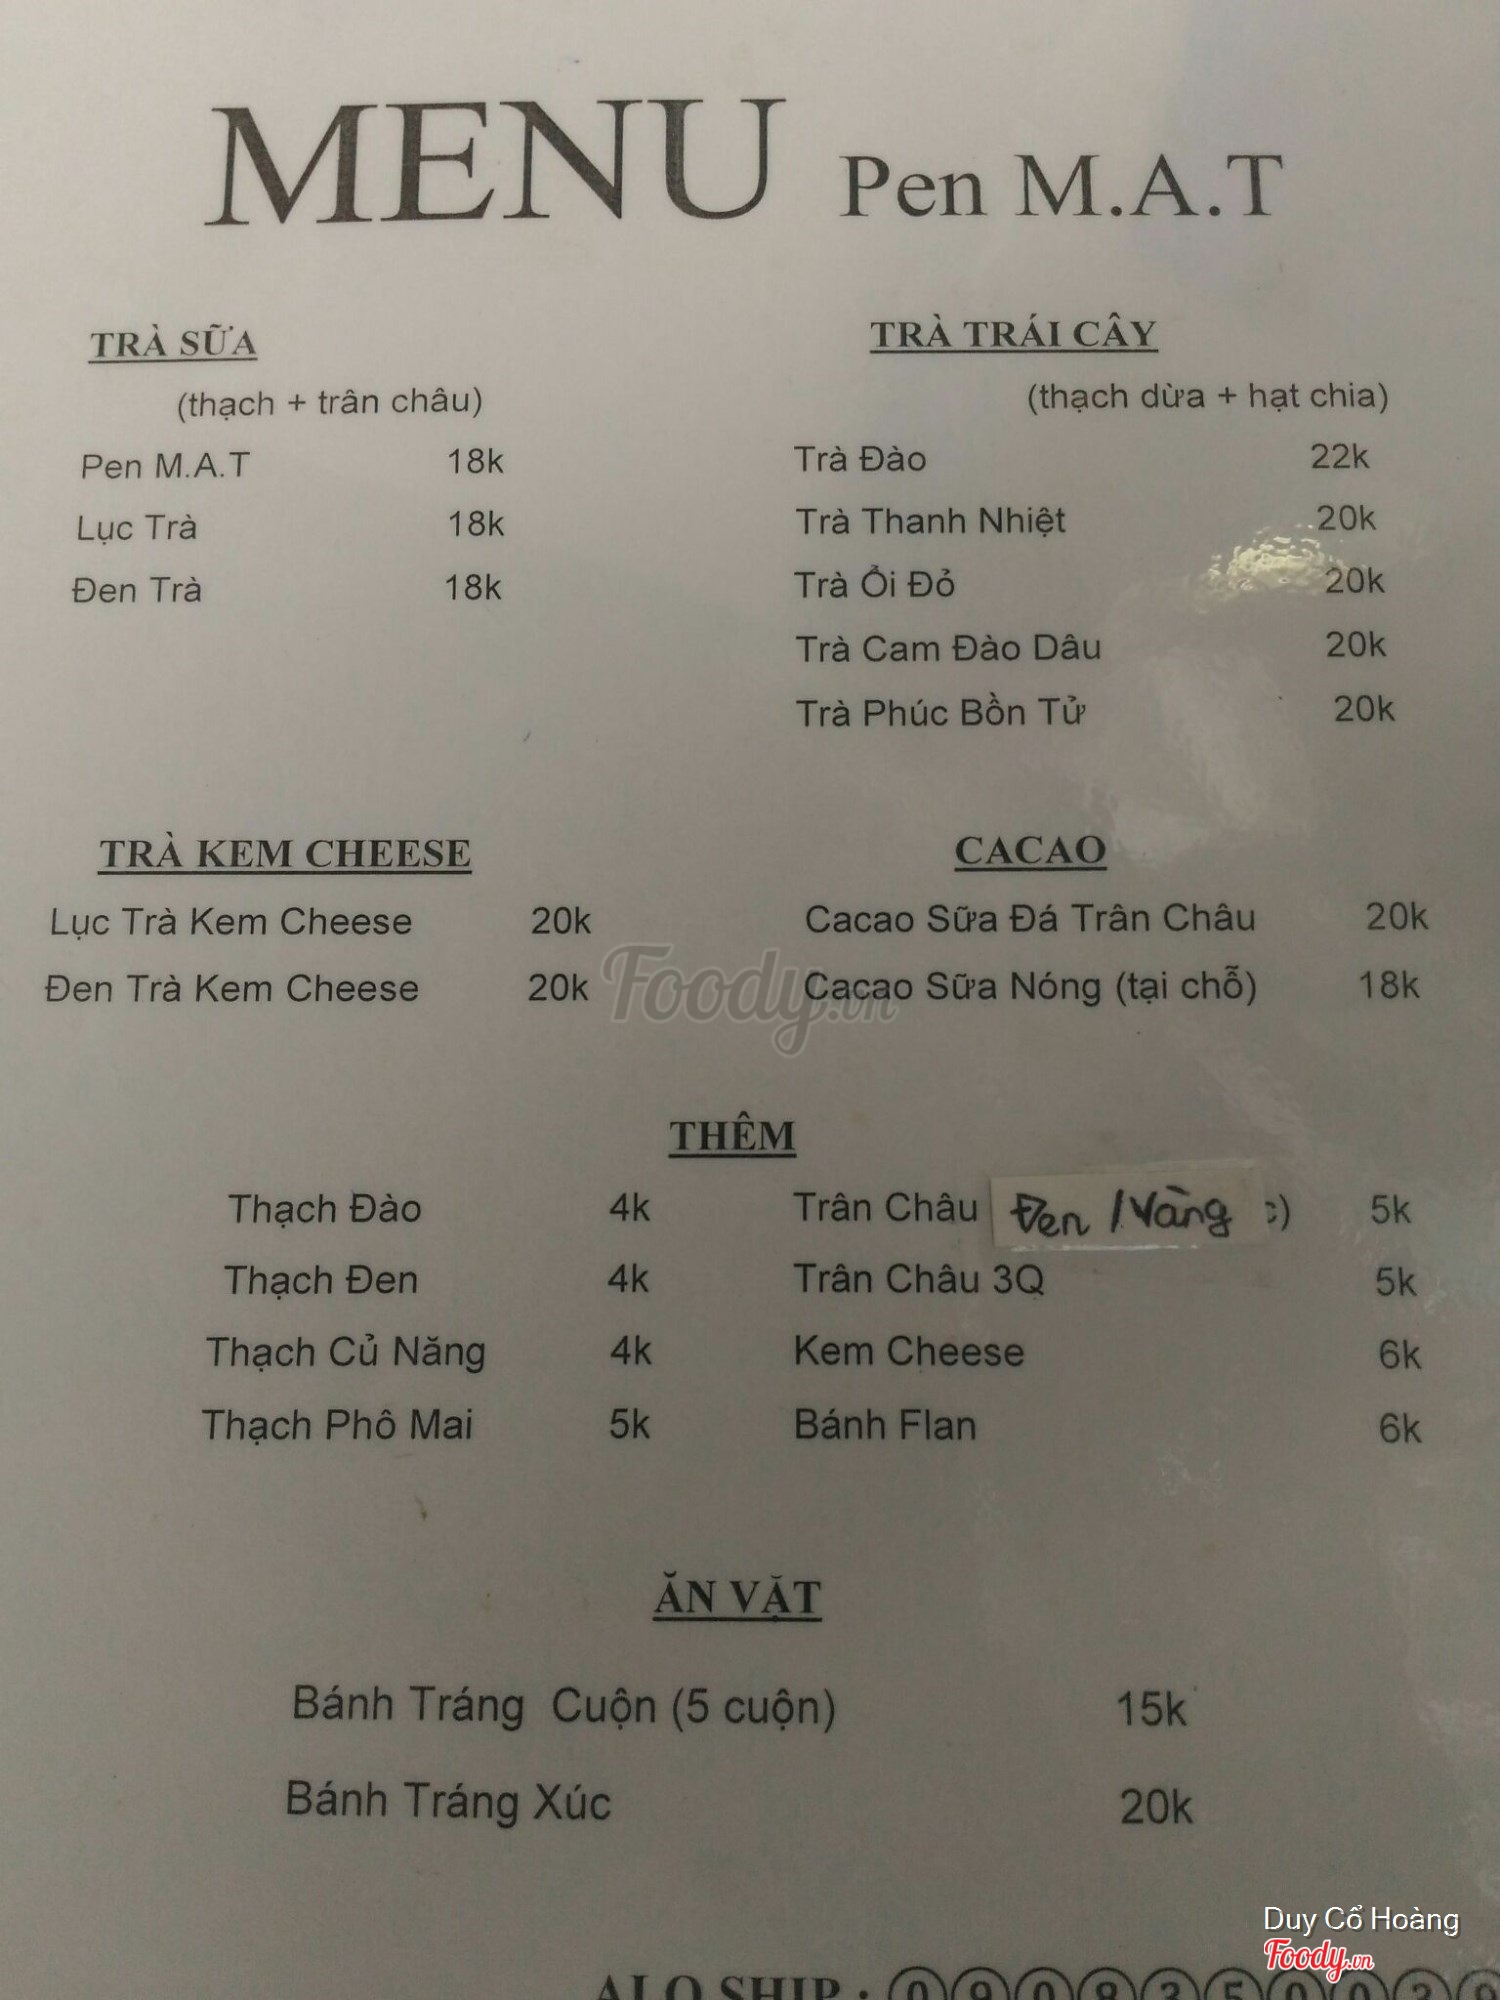 MENU Pen M.A.T
TRÀ SỮA
(thạch + trân châu)
Pen M.A.T 18k
Lục Trà 18k
Đen Trà 18k
TRÀ TRÁI CÂY
(thạch dừa + hạt chia)
Trà Đào 22k
Trà Thanh Nhiệt 20k
Trà Ổi Đỏ 20k
Trà Cam Đào Dâu 20k
Trà Phúc Bồn Tử 20k
TRÀ KEM CHEESE
Lục Trà Kem Cheese 20k
Đen Trà Kem Cheese 20k
CACAO
Cacao Sữa Đá Trân Châu 20k
Cacao Sữa Nóng (tại chỗ) 18k
Foody.vn
THÊM
Thạch Đào 4k
Thạch Đen 4k
Thạch Củ Năng 4k
Thạch Phô Mai 5k
Trân Châu Đen / Vàng c) 5k
Trân Châu 3Q 5k
Kem Cheese 6k
Bánh Flan 6k
ĂN VẶT
Bánh Tráng Cuộn (5 cuộn) 15k
Bánh Tráng Xúc 20k
Duy Cổ Hoàng
Foody.vn
ALO SHIP :